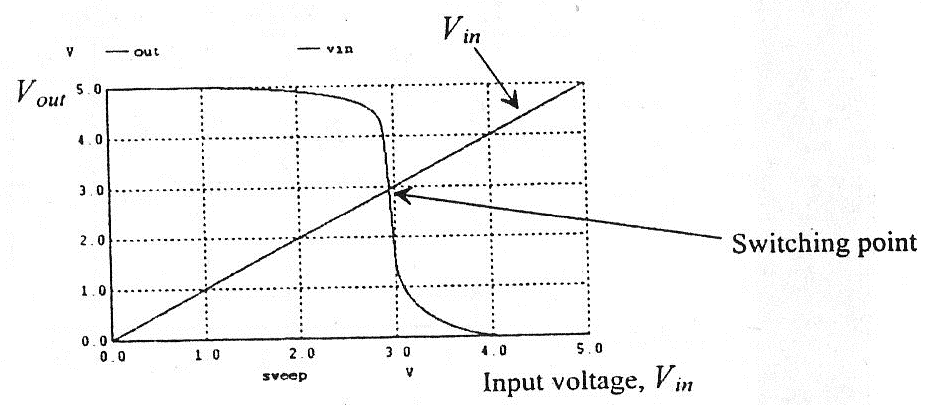 V_in
V — out — vin
V_out 5.0
4.0
3.0
2.0
Switching point
1.0
0.0
0.0 1 0 2.0 3 0 4.0 5.0
sweep V
Input voltage, V_in